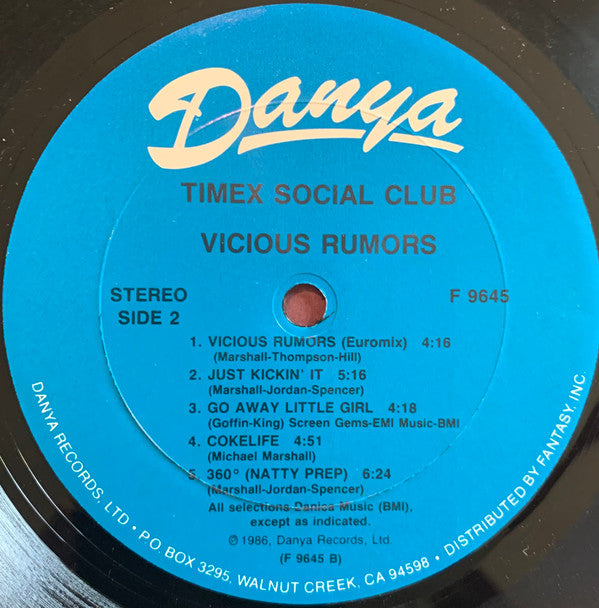 Danya
TIMEX SOCIAL CLUB
VICIOUS RUMORS
STEREO
SIDE 2
F 9645
1. VICIOUS RUMORS (Euromix) 4:16
(Marshall-Thompson-Hill)
2. JUST KICKIN' IT 5:16
(Marshall-Jordan-Spencer)
3. GO AWAY LITTLE GIRL 4:18
(Goffin-King) Screen Gems-EMI Music-BMI
4. COKELIFE 4:51
(Michael Marshall)
5. 360° (NATTY PREP) 6:24
(Marshall-Jordan-Spencer)
All selections Danica Music (BMI),
except as indicated.
℗ 1986, Danya Records, Ltd.
(F 9645 B)
DANYA RECORDS, LTD • P.O. BOX 3295, WALNUT CREEK, CA 94598 • DISTRIBUTED BY FANTASY, INC.